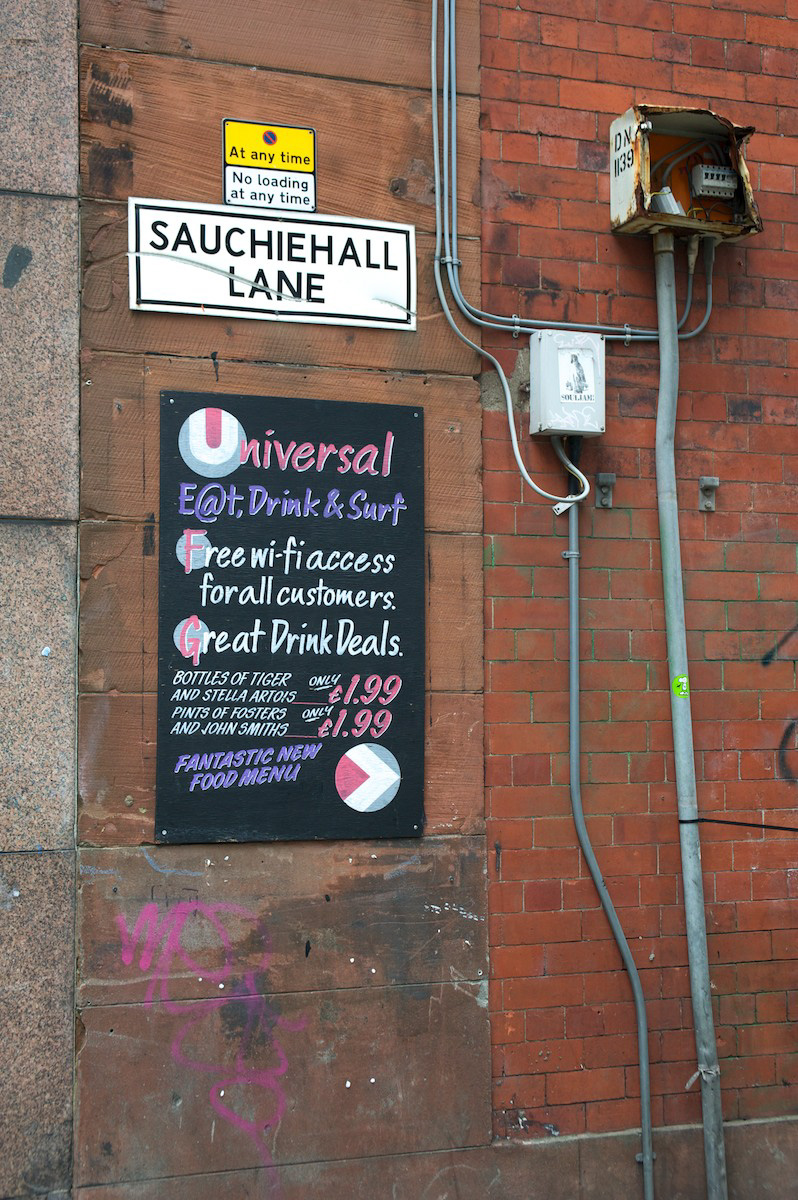 At any time
No loading
at any time
SAUCHIEHALL
LANE
DN
1139
SOULJAM!
Universal
E@t, Drink & Surf
Free wi-fi access
for all customers.
Great Drink Deals.
BOTTLES OF TIGER
AND STELLA ARTOIS ONLY £1.99
PINTS OF FOSTERS
AND JOHN SMITHS ONLY £1.99
FANTASTIC NEW
FOOD MENU